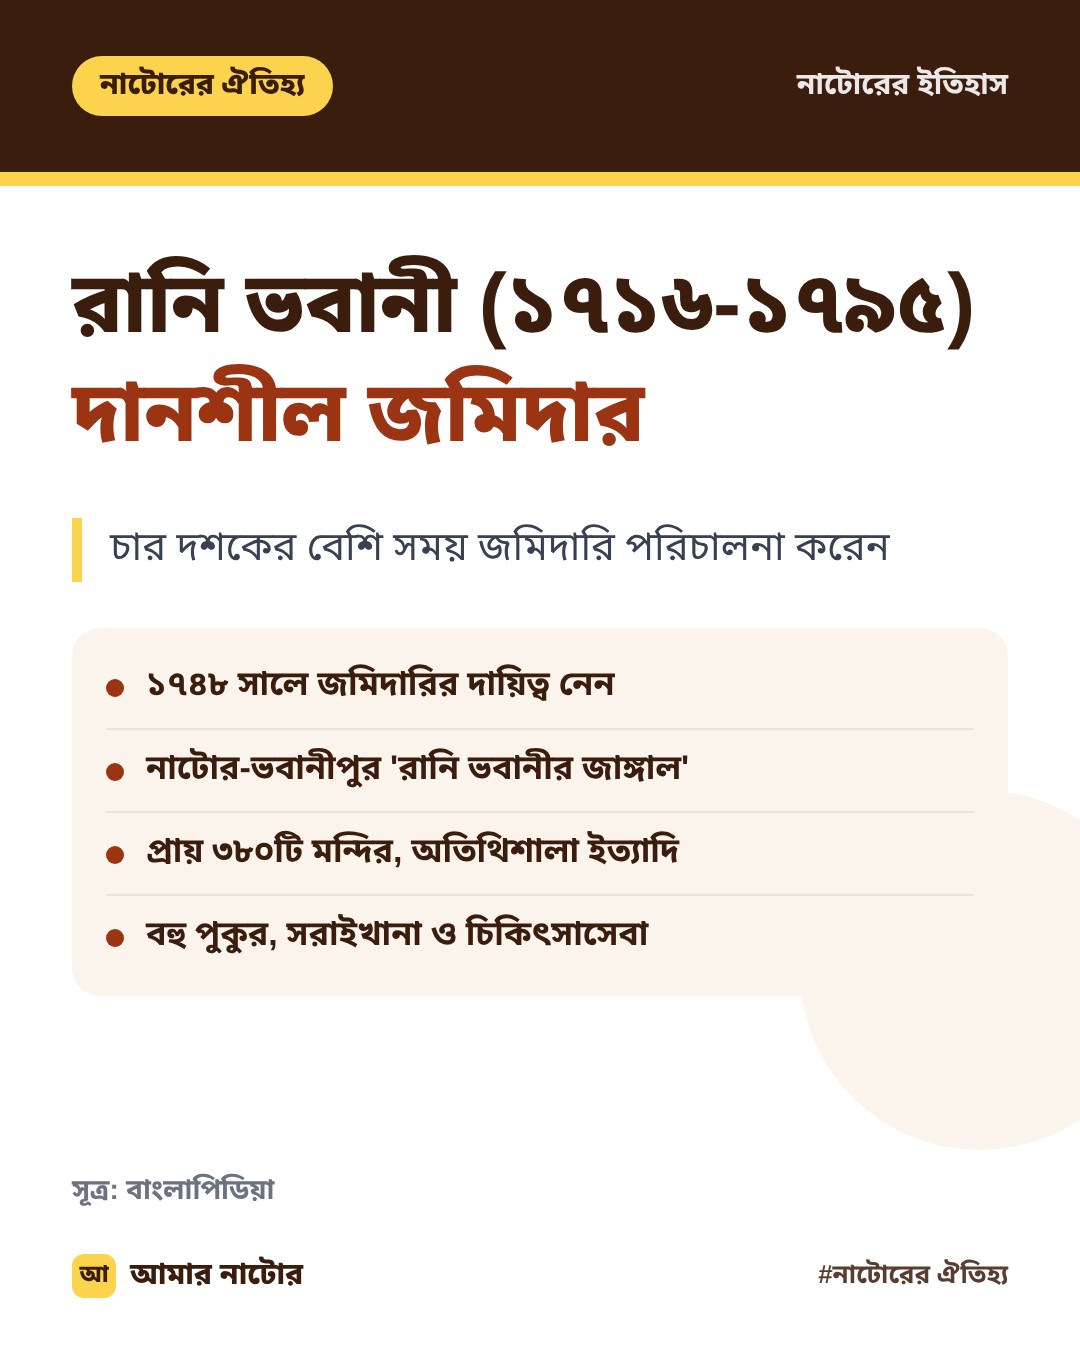 নাটোরের ঐতিহ্য
নাটোরের ইতিহাস
রানি ভবানী (১৭১৬-১৭৯৫)
দানশীল জমিদার
চার দশকের বেশি সময় জমিদারি পরিচালনা করেন
১৭৪৮ সালে জমিদারির দায়িত্ব নেন
নাটোর-ভবানীপুর 'রানি ভবানীর জাঙ্গাল'
প্রায় ৩৮০টি মন্দির, অতিথিশালা ইত্যাদি
বহু পুকুর, সরাইখানা ও চিকিৎসাসেবা
সূত্র: বাংলাপিডিয়া
আ আমার নাটোর
#নাটোরের ঐতিহ্য